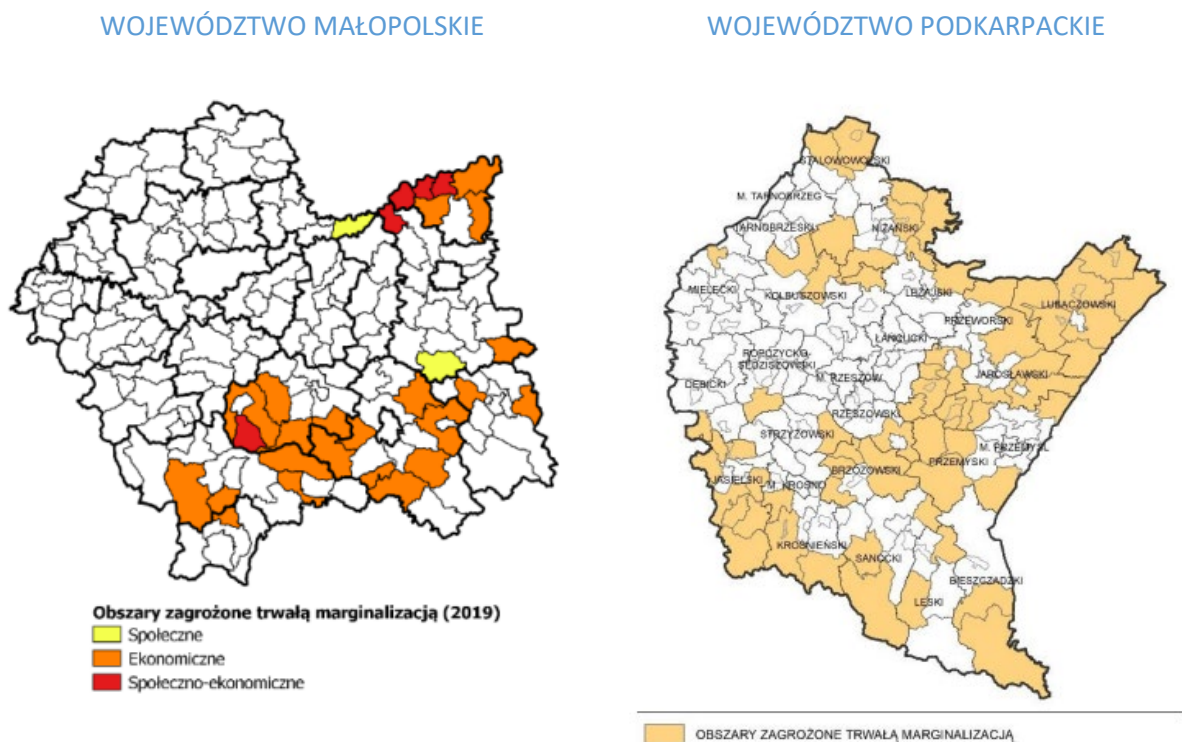 WOJEWÓDZTWO MAŁOPOLSKIE
WOJEWÓDZTWO PODKARPACKIE
Obszary zagrożone trwałą marginalizacją (2019)
Społeczne
Ekonomiczne
Społeczno-ekonomiczne
STALOWOWOLSKI
M. TARNOBRZEG
TARNOBRZESKI
NIŻAŃSKI
MIELECKI
KOLBUSZOWSKI
LEŻAJSKI
LUBACZOWSKI
PRZEWORSKI
ŁAŃCUCKI
ROPCZYCKO-
SĘDZISZOWSKI
JAROSŁAWSKI
DĘBICKI
M. RZESZÓW
RZESZOWSKI
STRZYŻOWSKI
M. PRZEMYŚL
BRZOZOWSKI
PRZEMYSKI
JASIELSKI
M. KROSNO
KROŚNIEŃSKI
SANOCKI
BIESZCZADZKI
LESKI
OBSZARY ZAGROŻONE TRWAŁĄ MARGINALIZACJĄ